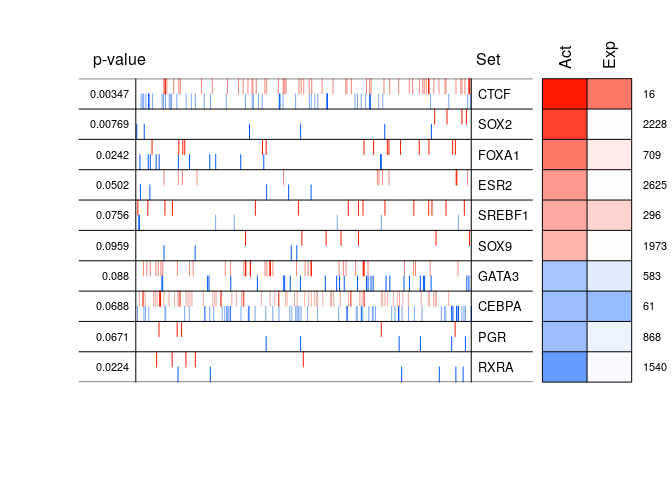 p-value Set Act Exp
0.00347 CTCF 16
0.00769 SOX2 2228
0.0242 FOXA1 709
0.0502 ESR2 2625
0.0756 SREBF1 296
0.0959 SOX9 1973
0.088 GATA3 583
0.0688 CEBPA 61
0.0671 PGR 868
0.0224 RXRA 1540